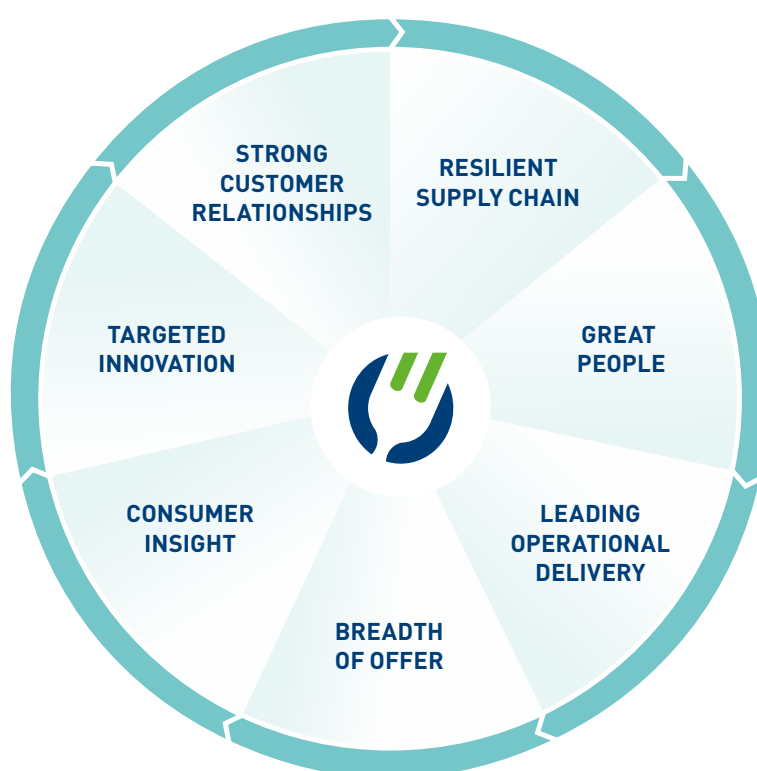 STRONG
CUSTOMER
RELATIONSHIPS
RESILIENT
SUPPLY CHAIN
GREAT
PEOPLE
LEADING
OPERATIONAL
DELIVERY
BREADTH
OF OFFER
CONSUMER
INSIGHT
TARGETED
INNOVATION